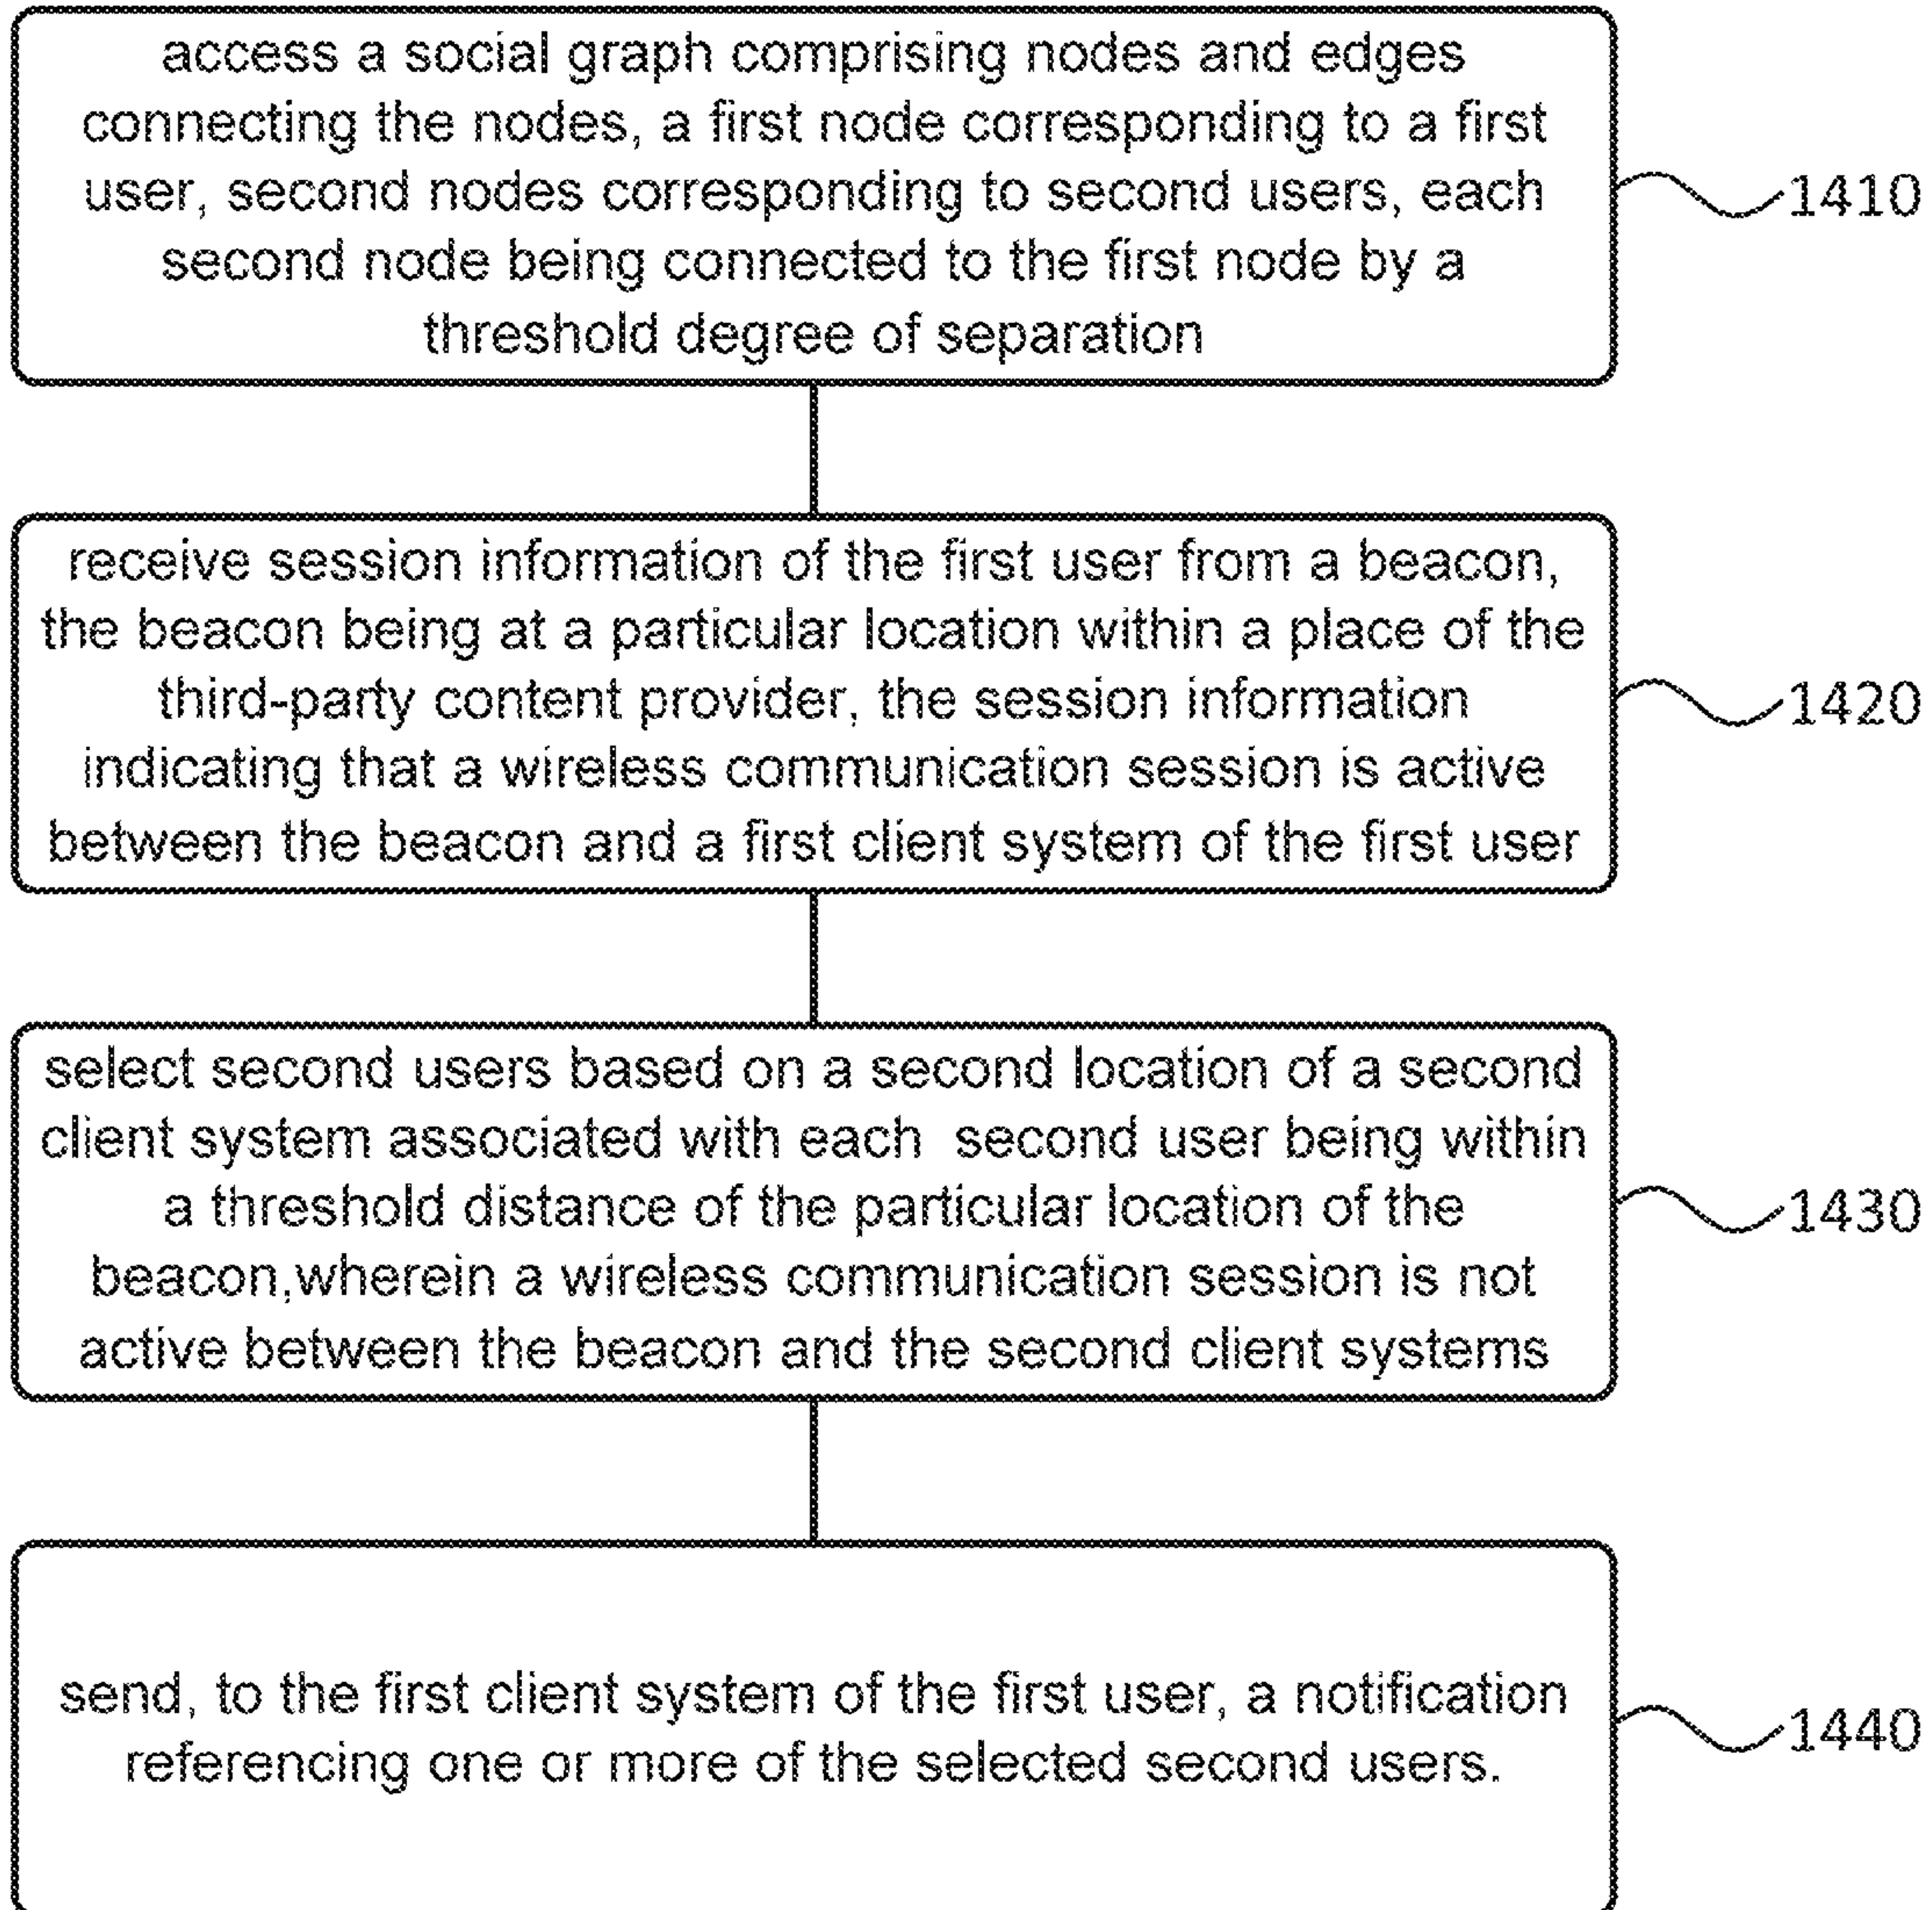 access a social graph comprising nodes and edges
connecting the nodes, a first node corresponding to a first
user, second nodes corresponding to second users, each
second node being connected to the first node by a
threshold degree of separation
1410
receive session information of the first user from a beacon,
the beacon being at a particular location within a place of the
third-party content provider, the session information
indicating that a wireless communication session is active
between the beacon and a first client system of the first user
1420
select second users based on a second location of a second
client system associated with each  second user being within
a threshold distance of the particular location of the
beacon,wherein a wireless communication session is not
active between the beacon and the second client systems
1430
send, to the first client system of the first user, a notification
referencing one or more of the selected second users.
1440